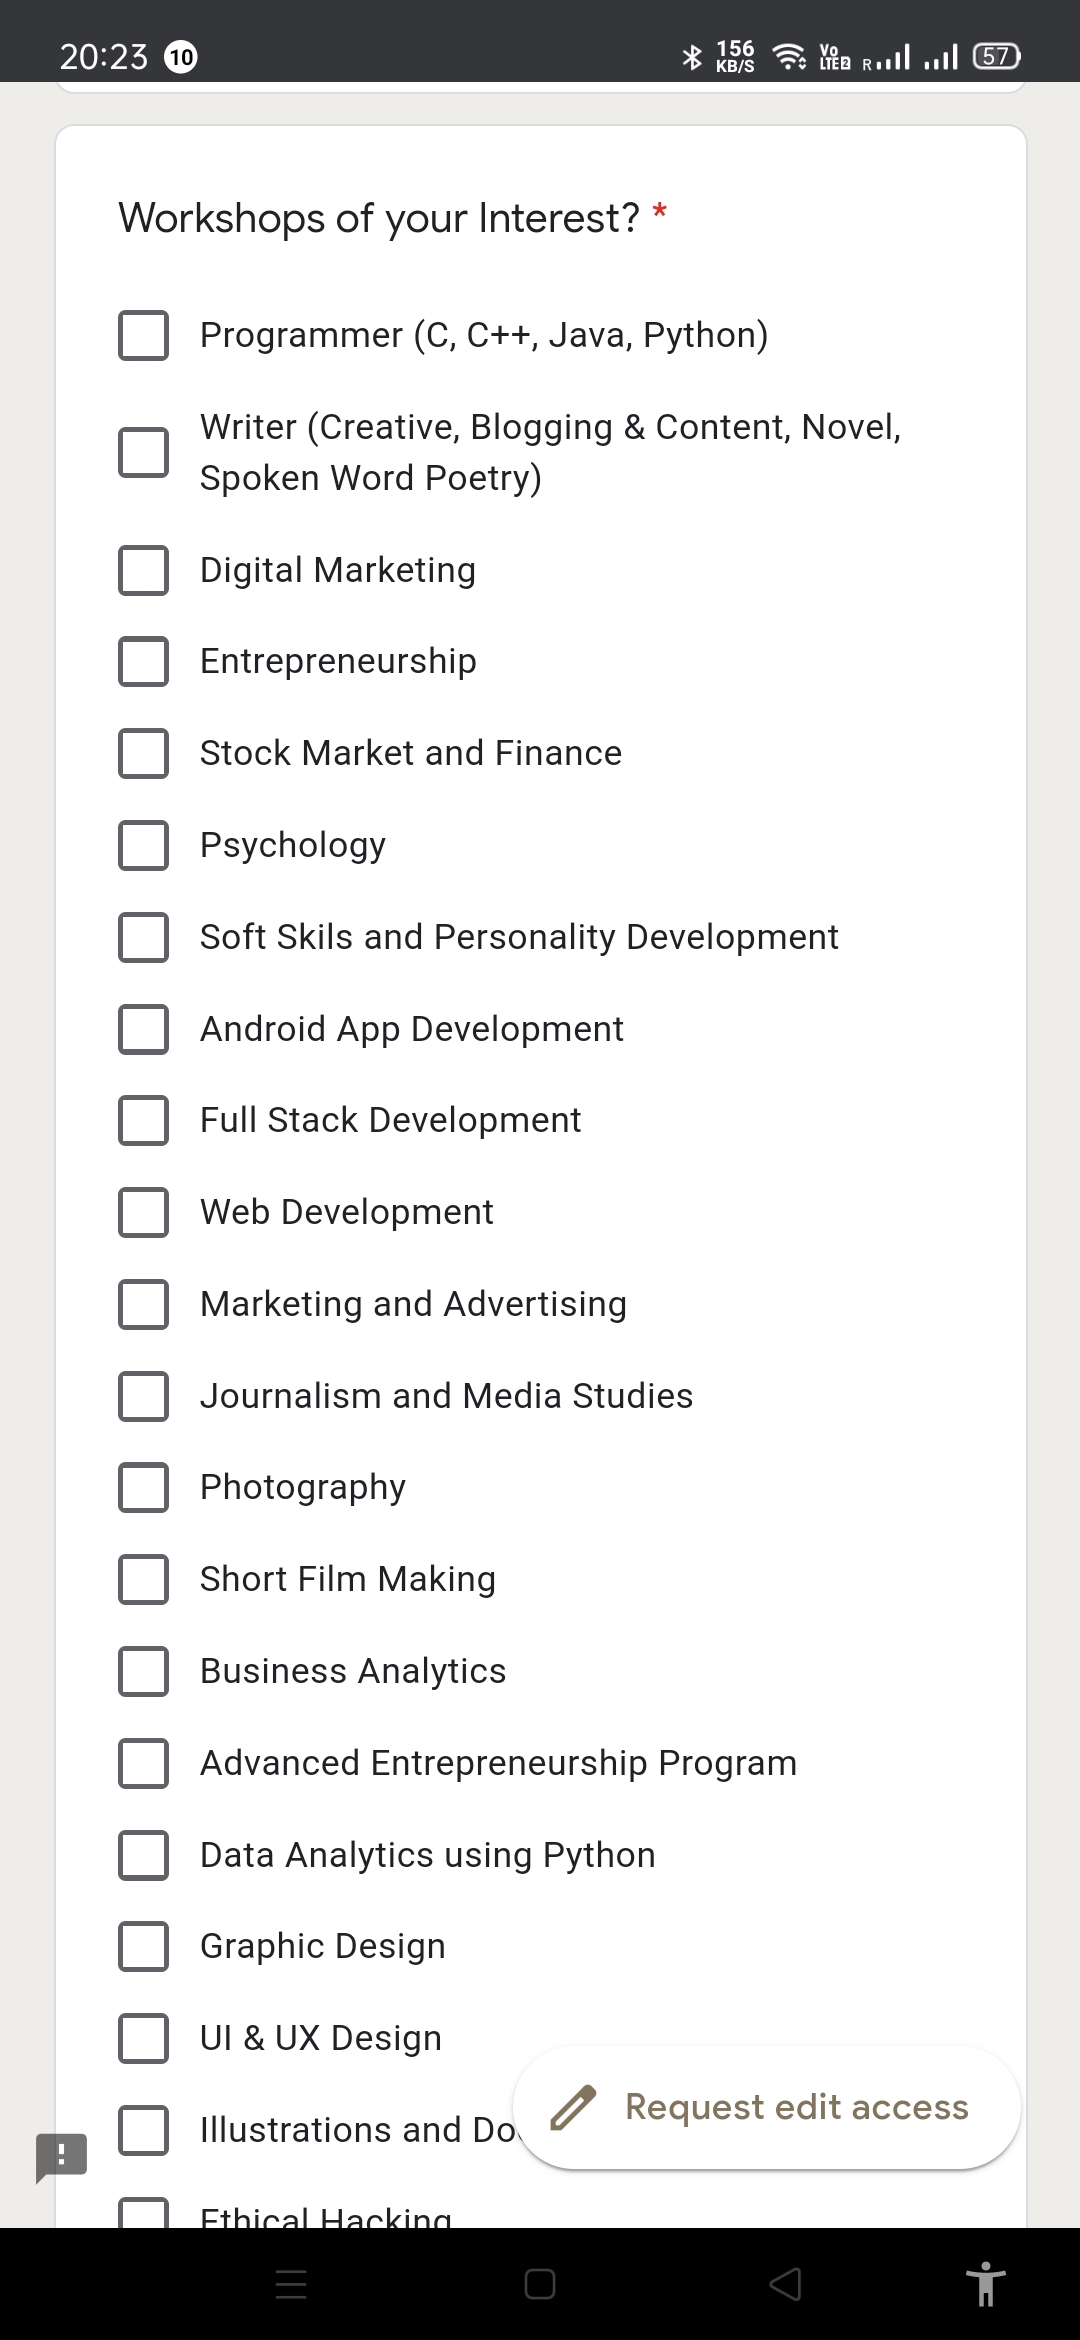 20:23 10 156 KB/S Vo LTE2 R 57
Workshops of your Interest? *
Programmer (C, C++, Java, Python)
Writer (Creative, Blogging & Content, Novel,
Spoken Word Poetry)
Digital Marketing
Entrepreneurship
Stock Market and Finance
Psychology
Soft Skils and Personality Development
Android App Development
Full Stack Development
Web Development
Marketing and Advertising
Journalism and Media Studies
Photography
Short Film Making
Business Analytics
Advanced Entrepreneurship Program
Data Analytics using Python
Graphic Design
UI & UX Design
Request edit access
Illustrations and
Ethical Hacking